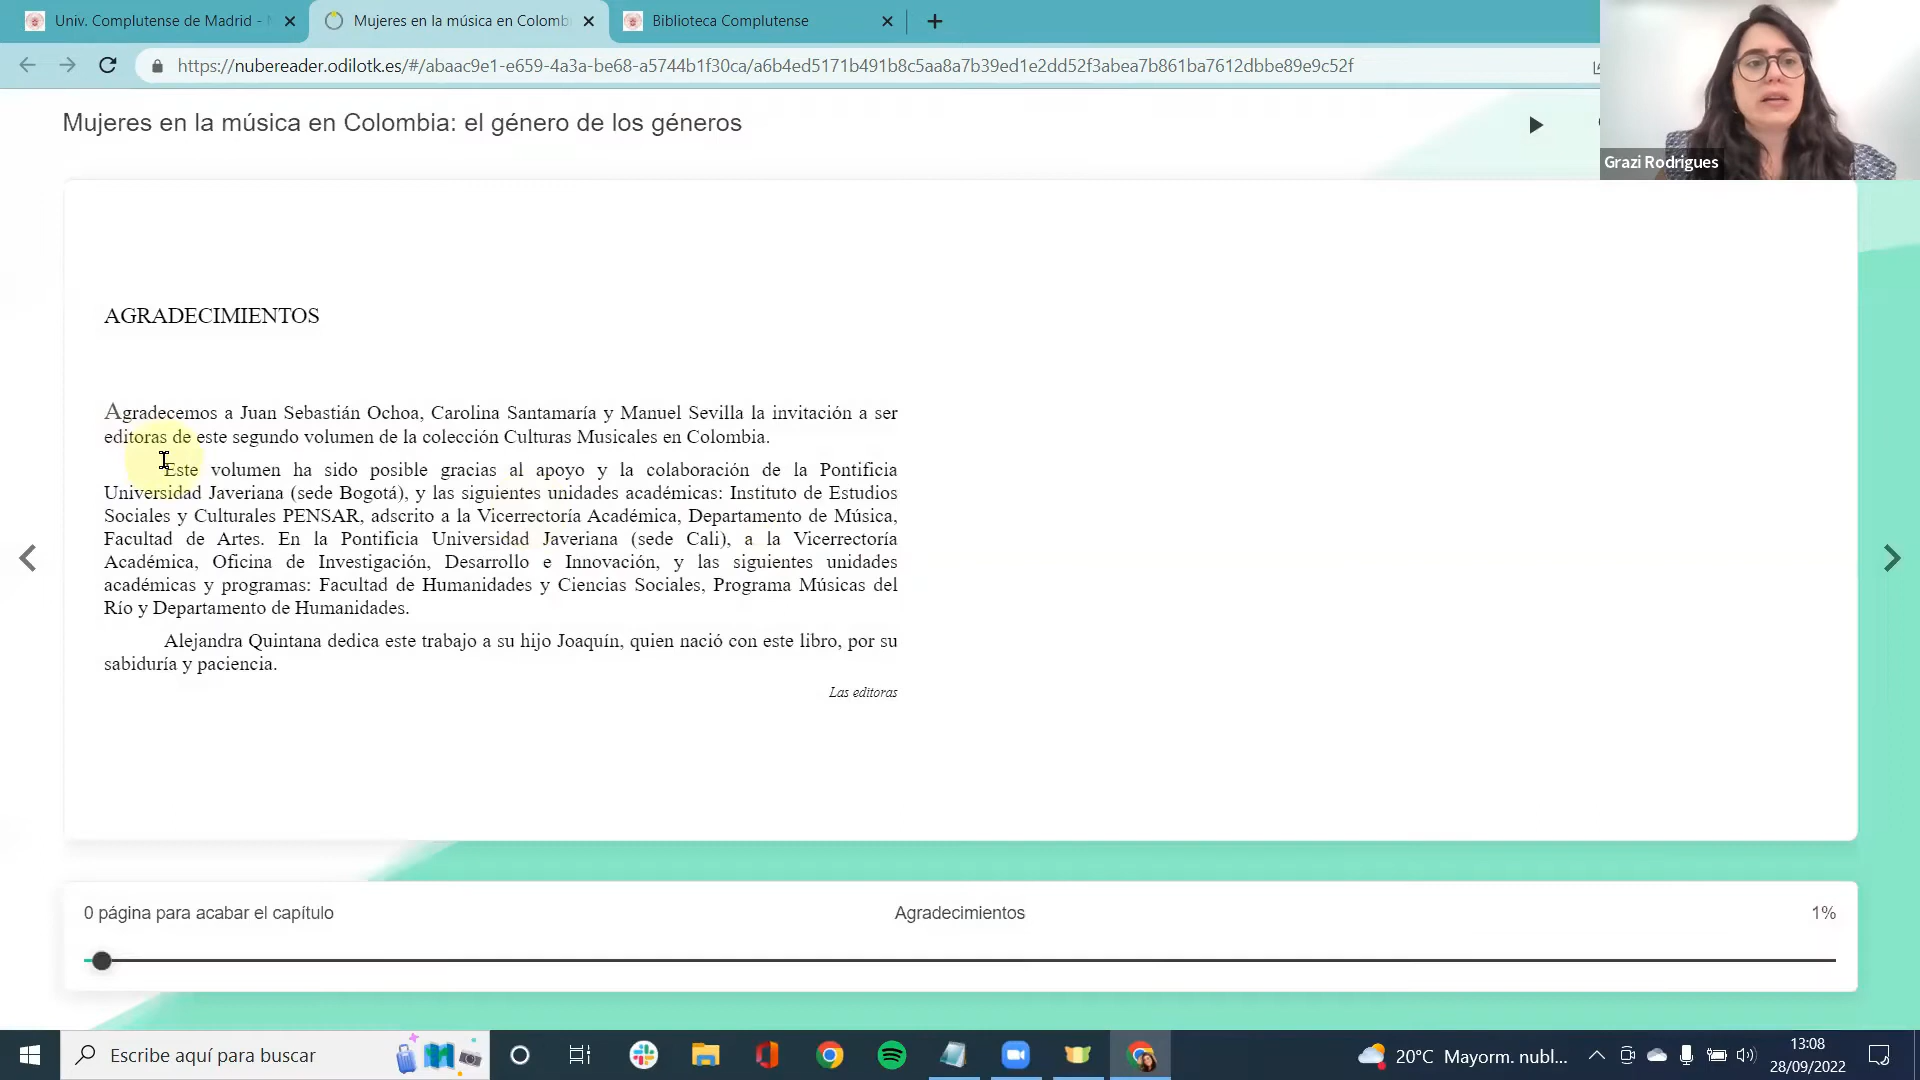 Univ. Complutense de Madrid -
Mujeres en la música en Colomb
Biblioteca Complutense
https://nubereader.odilotk.es/#/abaac9e1-e659-4a3a-be68-a5744b1f30ca/a6b4ed5171b491b8c5aa8a7b39ed1e2dd52f3abea7b861ba7612dbbe89e9c52f
Mujeres en la música en Colombia: el género de los géneros
Grazi Rodrigues
AGRADECIMIENTOS
Agradecemos a Juan Sebastián Ochoa, Carolina Santamaría y Manuel Sevilla la invitación a ser
editoras de este segundo volumen de la colección Culturas Musicales en Colombia.
Este volumen ha sido posible gracias al apoyo y la colaboración de la Pontificia
Universidad Javeriana (sede Bogotá), y las siguientes unidades académicas: Instituto de Estudios
Sociales y Culturales PENSAR, adscrito a la Vicerrectoría Académica, Departamento de Música,
Facultad de Artes. En la Pontificia Universidad Javeriana (sede Cali), a la Vicerrectoría
Académica, Oficina de Investigación, Desarrollo e Innovación, y las siguientes unidades
académicas y programas: Facultad de Humanidades y Ciencias Sociales, Programa Músicas del
Río y Departamento de Humanidades.
Alejandra Quintana dedica este trabajo a su hijo Joaquín, quien nació con este libro, por su
sabiduría y paciencia.
Las editoras
0 página para acabar el capítulo
Agradecimientos
1%
Escribe aquí para buscar
20°C Mayorm. nubl...
13:08
28/09/2022